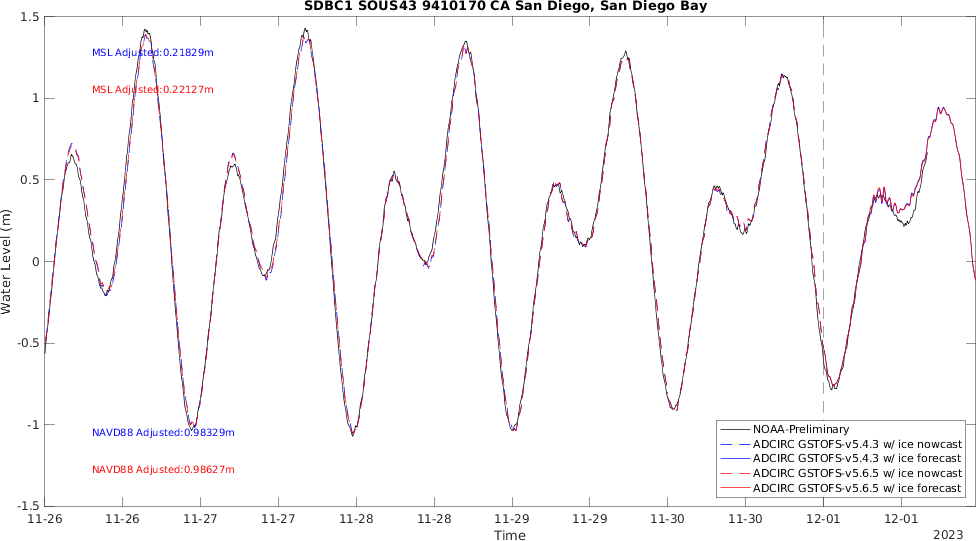 SDBC1 SOUS43 9410170 CA San Diego, San Diego Bay
1.5
MSL Adjusted:0.21829m
MSL Adjusted:0.22127m
1
0.5
0
Water Level (m)
-0.5
-1
NAVD88 Adjusted:0.98329m
NAVD88 Adjusted:0.98627m
-1.5
NOAA-Preliminary
ADCIRC GSTOFS-v5.4.3 w/ ice nowcast
ADCIRC GSTOFS-v5.4.3 w/ ice forecast
ADCIRC GSTOFS-v5.6.5 w/ ice nowcast
ADCIRC GSTOFS-v5.6.5 w/ ice forecast
11-26 11-26 11-27 11-27 11-28 11-28 11-29 11-29 11-30 11-30 12-01 12-01
Time
2023